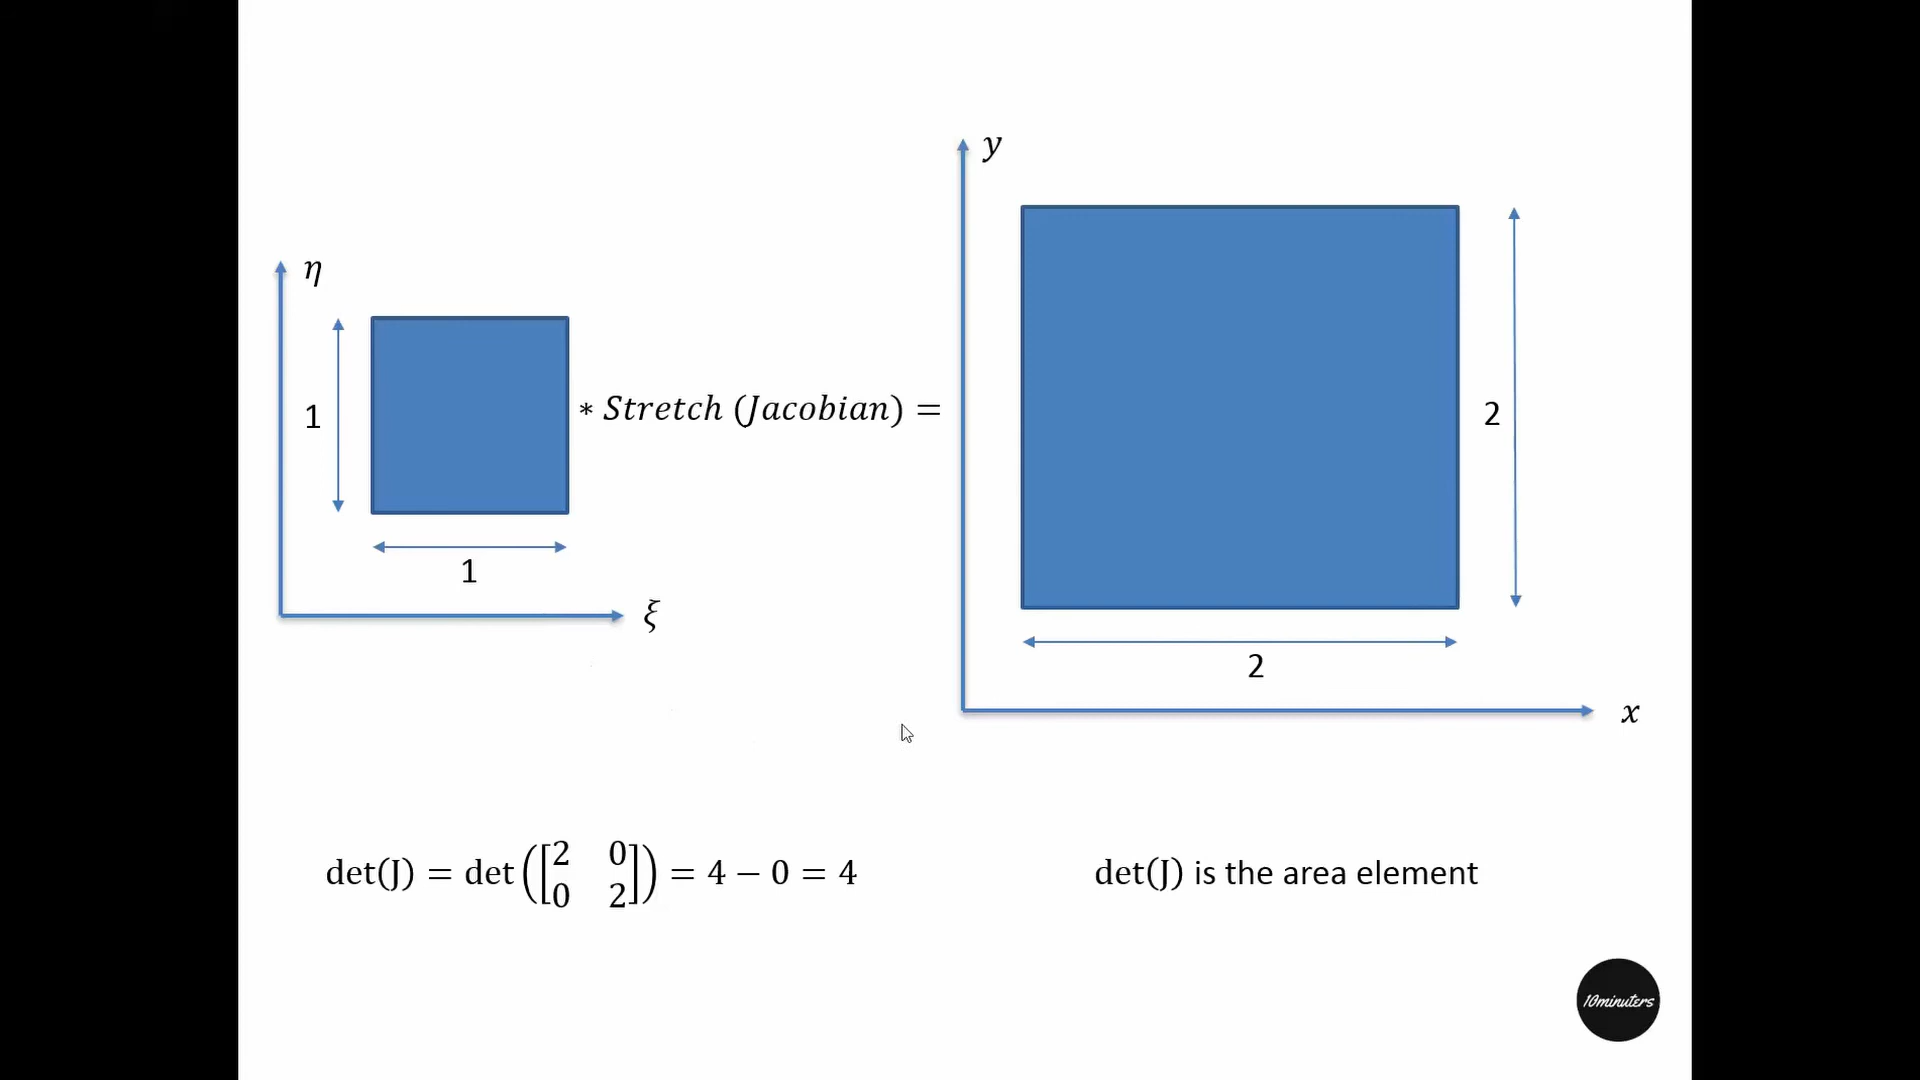 η
1
1
ξ
∗ Stretch (Jacobian) =
y
2
2
x
det(J) = det([2 0
0 2]) = 4 − 0 = 4
det(J) is the area element
10minuters